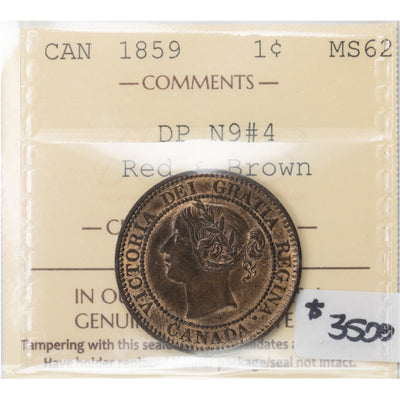 CAN 1859 1¢ MS62
COMMENTS
DP N9#4
Red & Brown
VICTORIA DEI GRATIA REGINA.
CANADA
IN OU
GENUI
$ 3500
Tampering with this seal
Have holder package/seal not intact.